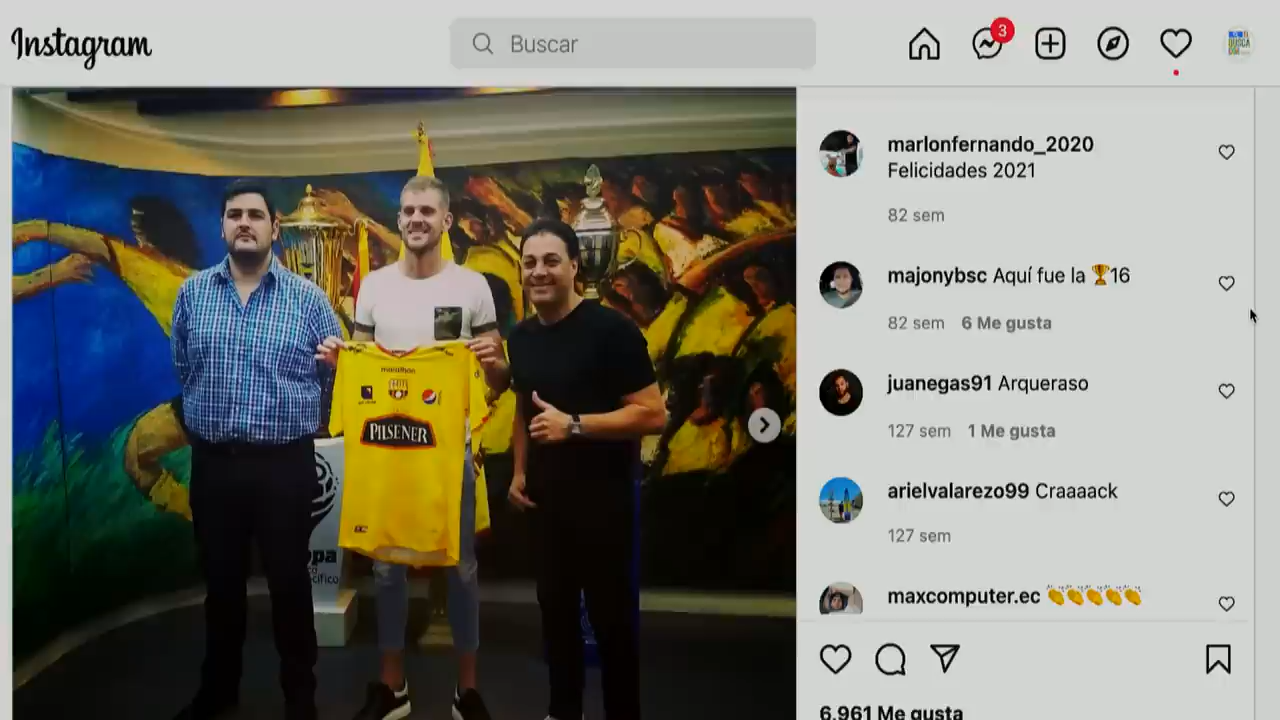 Instagram
Buscar
3
marlonfernando_2020
Felicidades 2021
82 sem
majonybsc Aquí fue la 🏆16
82 sem 6 Me gusta
juanegas91 Arqueraso
127 sem 1 Me gusta
arielvalarezo99 Craaaack
127 sem
maxcomputer.ec 👏👏👏👏👏
6.961 Me gusta
marathon
PILSENER